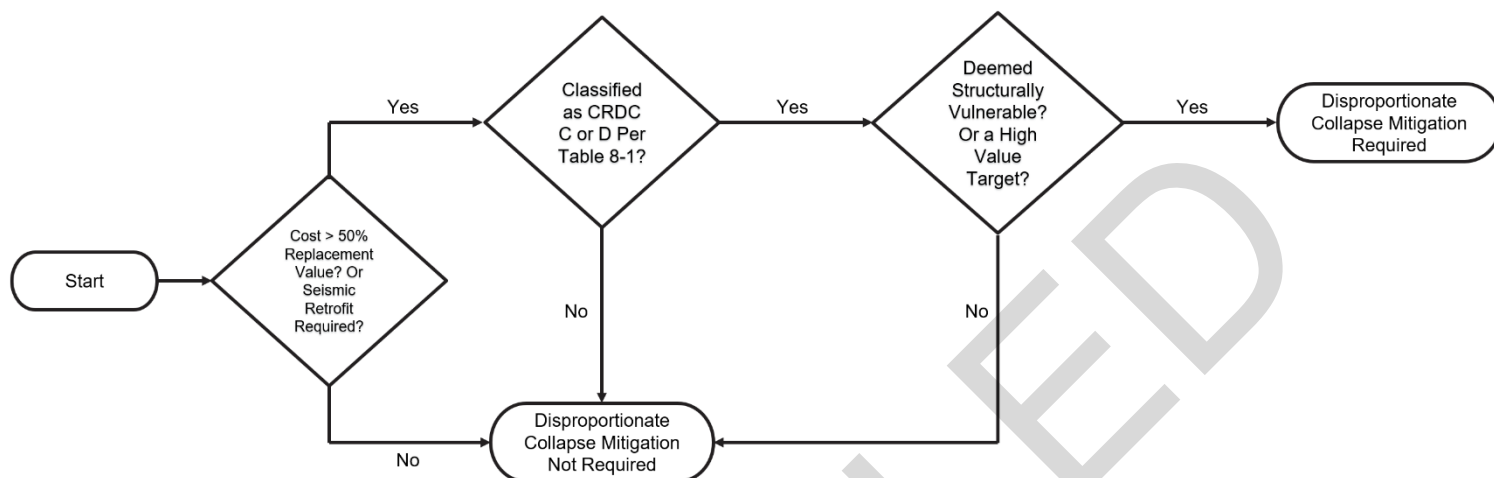 Start
Cost > 50%
Replacement
Value? Or
Seismic
Retrofit
Required?
Yes
No
Classified
as CRDC
C or D Per
Table 8-1?
Yes
No
Deemed
Structurally
Vulnerable?
Or a High
Value
Target?
Yes
No
Disproportionate
Collapse Mitigation
Required
Disproportionate
Collapse Mitigation
Not Required